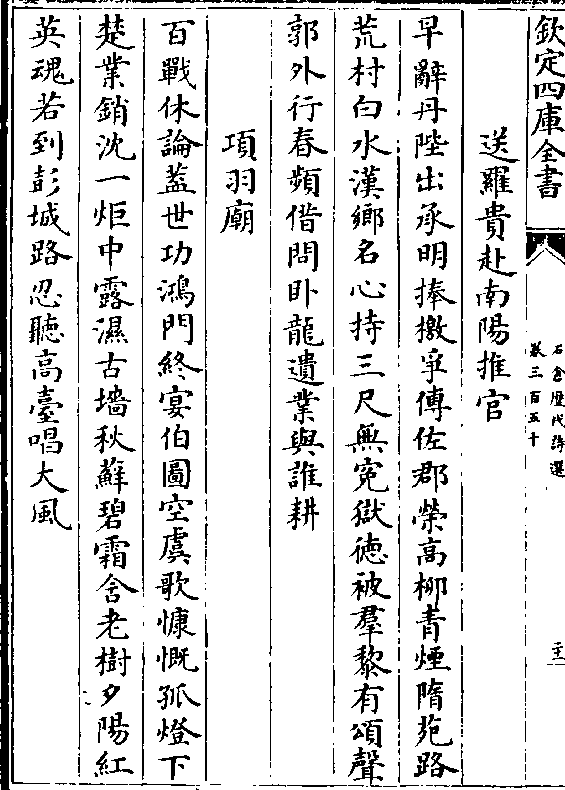 欽定四庫全書
石倉歷代詩選
卷三百五十
送羅貴赴南陽推官
早辭丹陛出承明捧檄爭傳佐郡榮高柳青煙隋苑路
荒村白水漢鄉名心持三尺無寃獄徳被羣黎有頌聲
郭外行春頻借問卧龍遺業與誰耕
項羽廟
百戰休論葢世功鴻門終宴伯圖空虞歌慷慨孤燈下
楚業銷沈一炬中露濕古墻秋蘚碧霜含老樹夕陽紅
英魂若到彭城路忍聽高臺唱大風